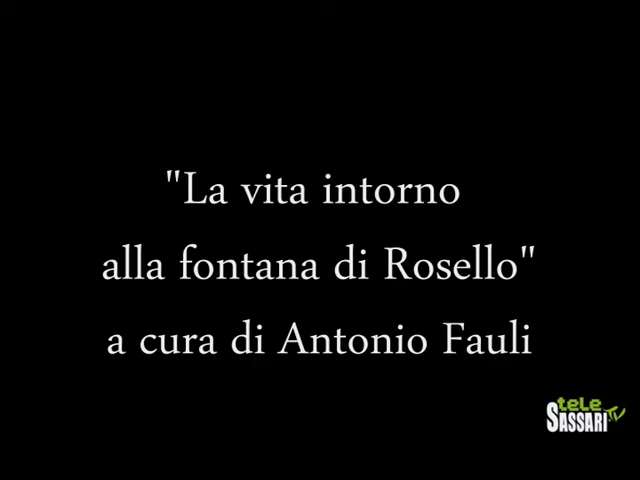 "La vita intorno
alla fontana di Rosello"
a cura di Antonio Fauli
tele
SASSARI TV